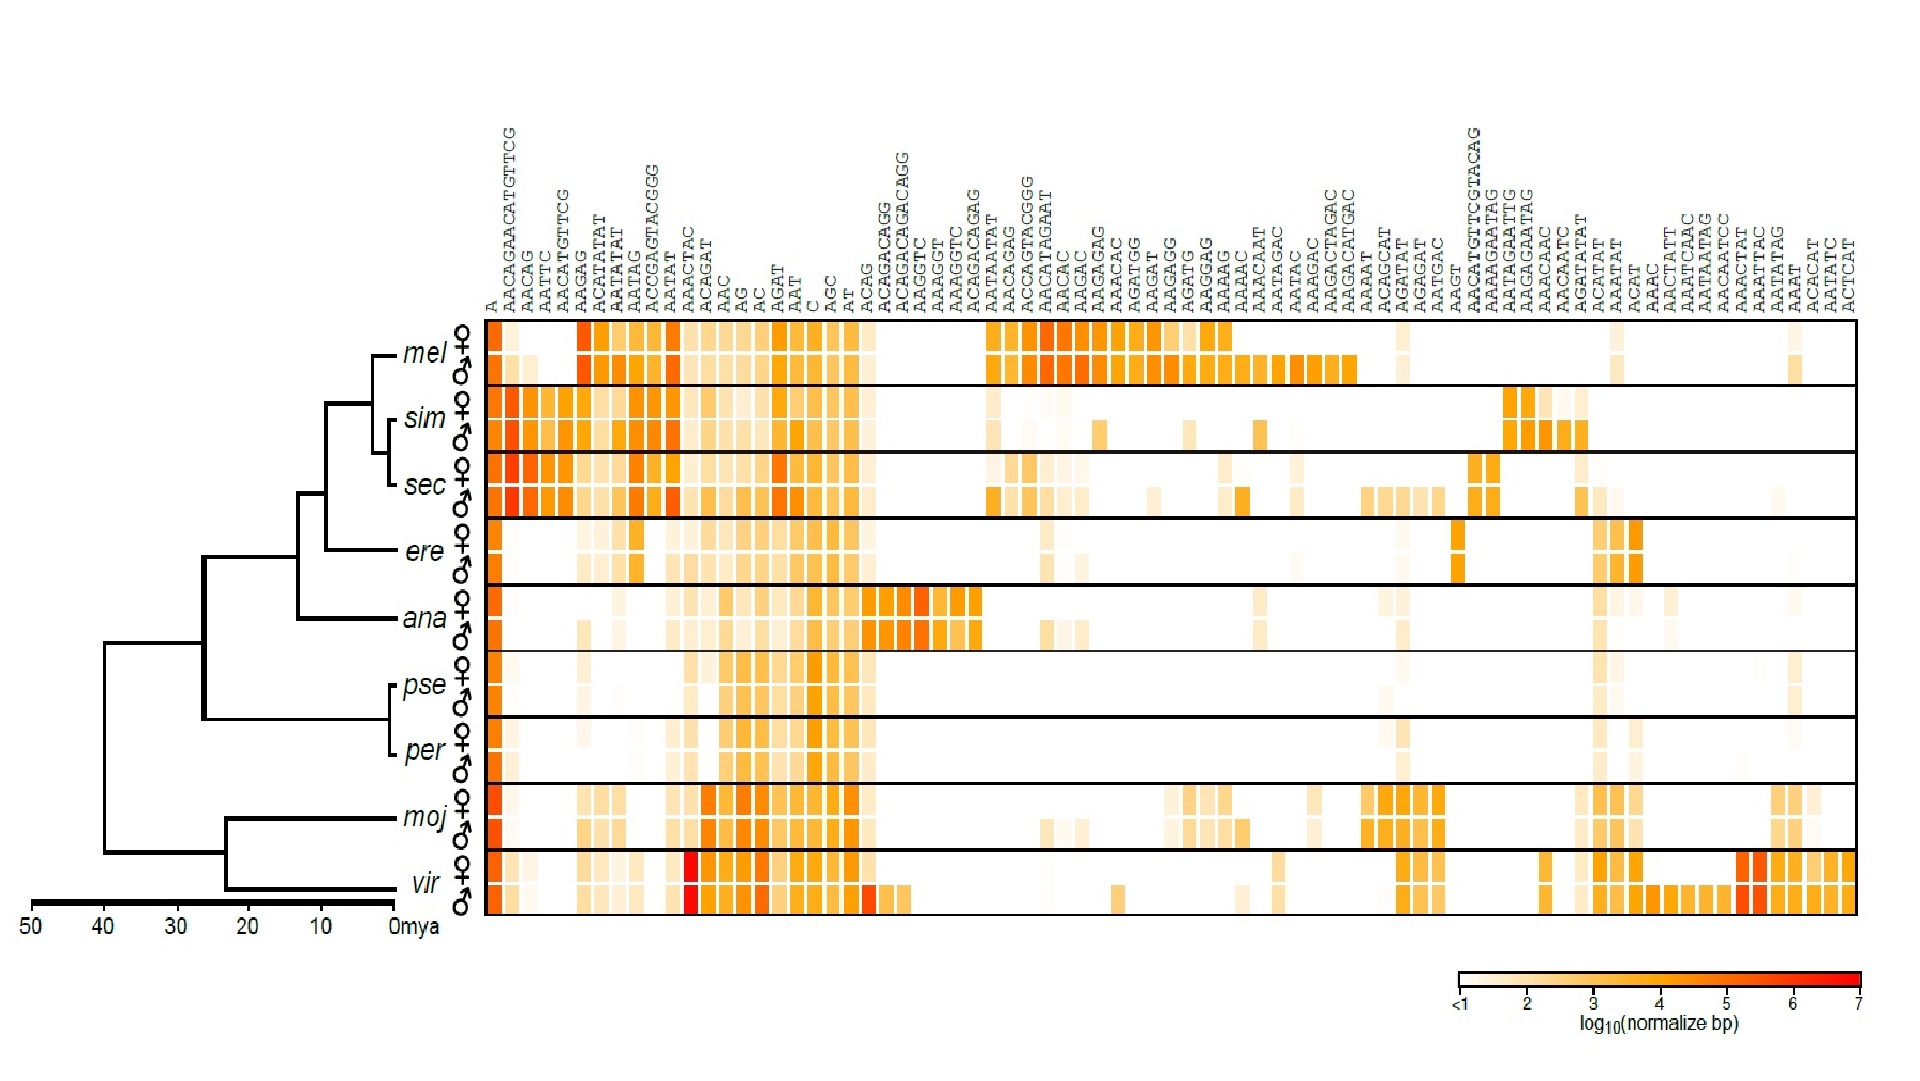 A
AACAGAACATGTTCG
AACAG
AATTC
AACATGTTCG
AAGAG
ACATATAT
AATATAT
AATAG
ACCGAGTACGGG
AATAT
AAACTAC
ACAGAT
AAC
AG
AC
AGAT
AAT
C
AGC
AT
ACAG
ACAGACAGG
ACAGACAGACAGG
AAGGTC
AAAGGT
AAAGGTC
ACAGACAGAG
AATAATAT
AACAGAG
ACCAGTACGGG
AACATAGAAT
AACAC
AAGAC
AAGAGAG
AAACAC
AGATGG
AAGAT
AAGAGG
AGATG
AAGGAG
AAAAG
AAAAC
AAACAAT
AATAGAC
AATAC
AAAGAC
AAGACTAGAC
AAGACATGAC
AAAAT
ACAGCAT
AGATAT
AGAGAT
AATGAC
AAGT
AACATGTTCGTACAG
AAAAGAATAG
AATAGAATTG
AAGAGAATAG
AAACAAC
AACAATC
AGATATAT
ACATAT
AAATAT
ACAT
AAAC
AACTATT
AAATCAAC
AATAATAG
AACAATCC
AAACTAT
AAATTAC
AATATAG
AAAT
ACACAT
AATATC
ACTCAT
mel ♀
♂
sim ♀
♂
sec ♀
♂
ere ♀
♂
ana ♀
♂
pse ♀
♂
per ♀
♂
moj ♀
♂
vir ♀
♂
50 40 30 20 10 0mya
<1 2 3 4 5 6 7
log10(normalize bp)